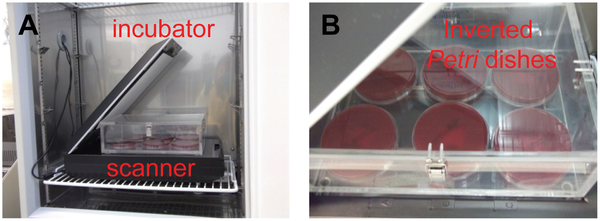 A
incubator
scanner
B
Inverted
Petri dishes